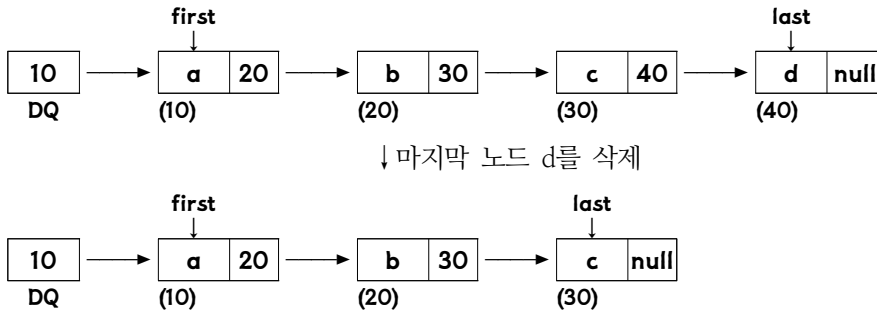 first last
10 a 20 b 30 c 40 d null
DQ (10) (20) (30) (40)
↓마지막 노드 d를 삭제
first last
10 a 20 b 30 c null
DQ (10) (20) (30)